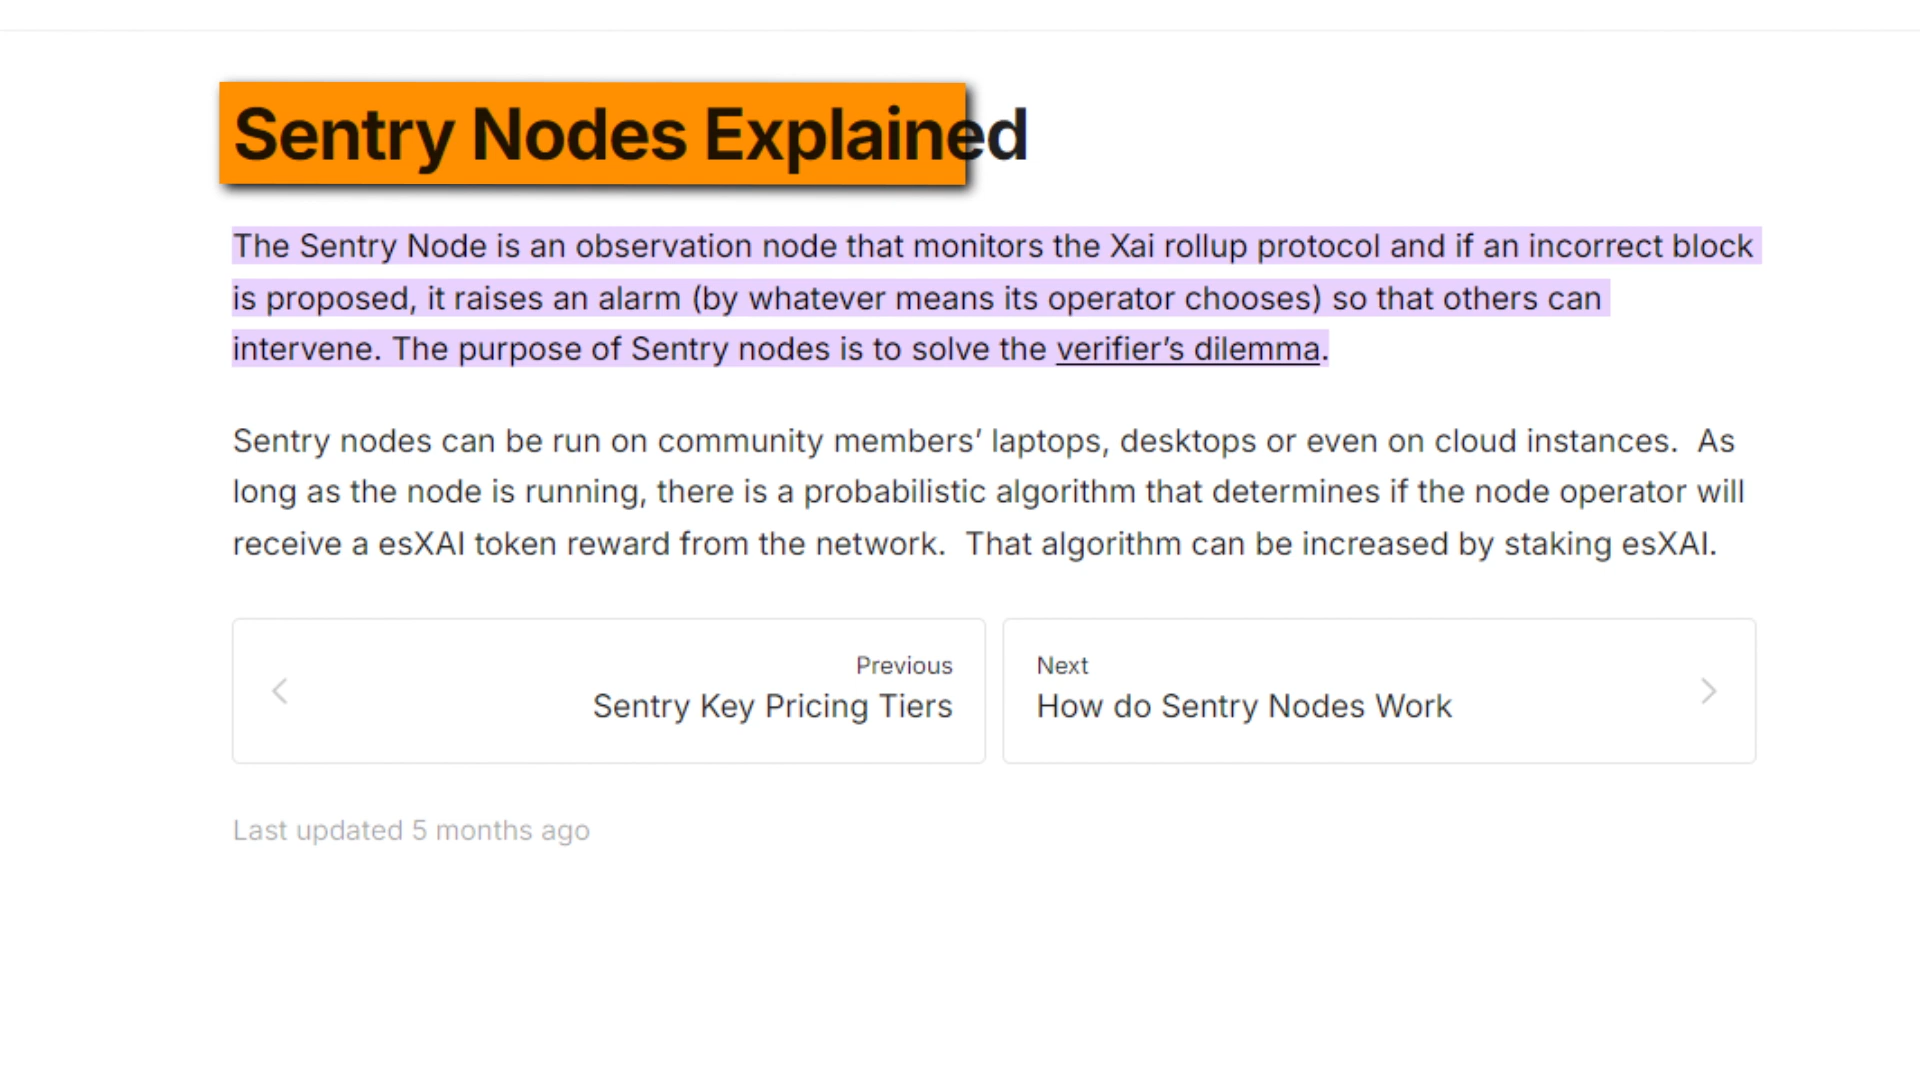 Sentry Nodes Explained
The Sentry Node is an observation node that monitors the Xai rollup protocol and if an incorrect block
is proposed, it raises an alarm (by whatever means its operator chooses) so that others can
intervene. The purpose of Sentry nodes is to solve the verifier’s dilemma.
Sentry nodes can be run on community members’ laptops, desktops or even on cloud instances.  As
long as the node is running, there is a probabilistic algorithm that determines if the node operator will
receive a esXAI token reward from the network.  That algorithm can be increased by staking esXAI.
Previous
Sentry Key Pricing Tiers
Next
How do Sentry Nodes Work
Last updated 5 months ago